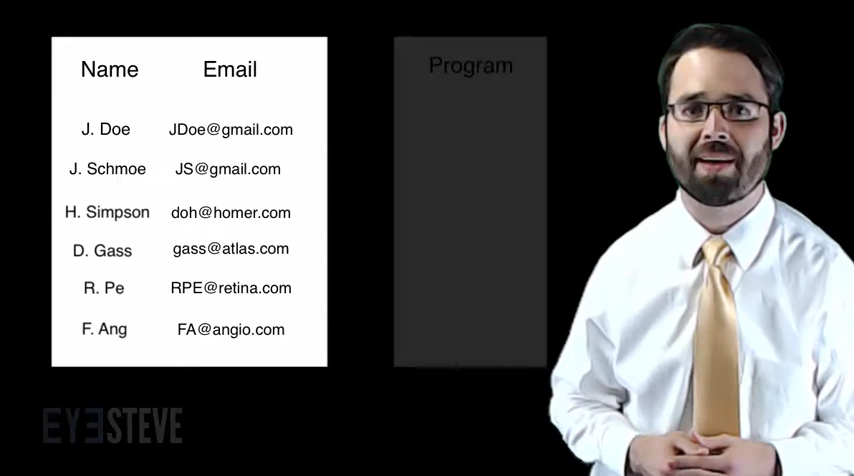 Name Email
J. Doe JDoe@gmail.com
J. Schmoe JS@gmail.com
H. Simpson doh@homer.com
D. Gass gass@atlas.com
R. Pe RPE@retina.com
F. Ang FA@angio.com
Program
EYƎSTEVE